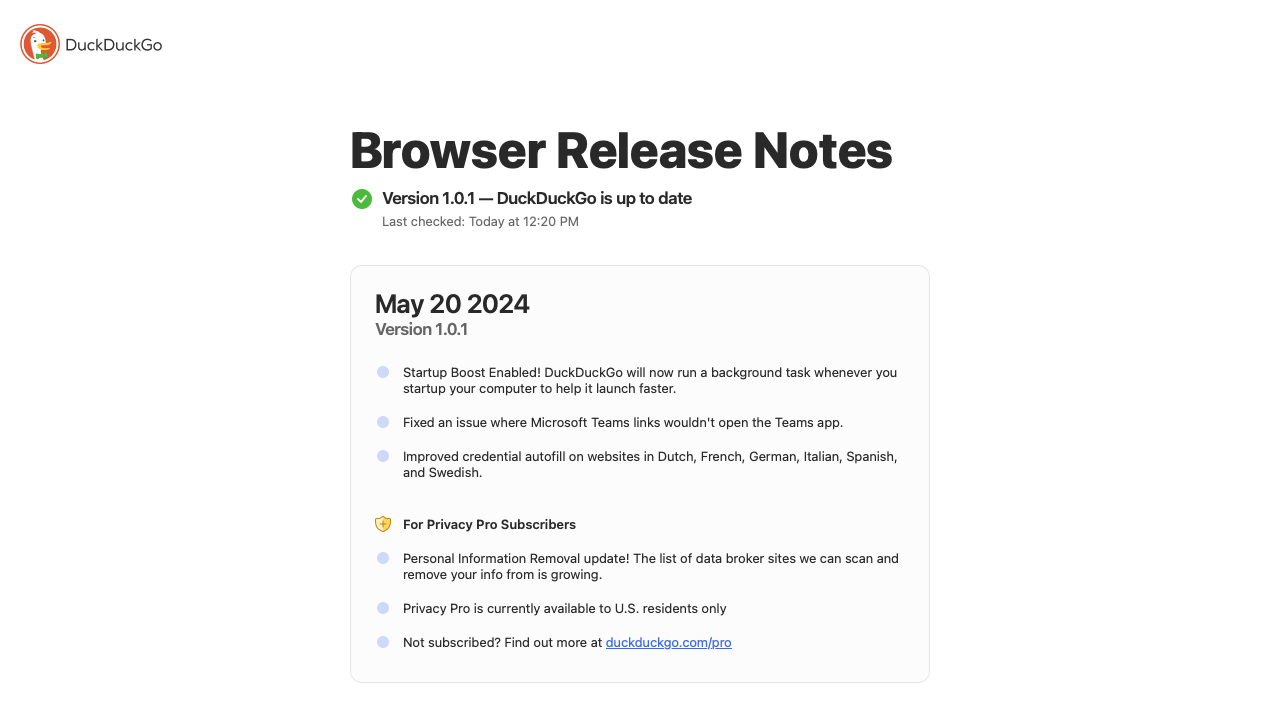 DuckDuckGo
Browser Release Notes
Version 1.0.1 — DuckDuckGo is up to date
Last checked: Today at 12:20 PM
May 20 2024
Version 1.0.1
Startup Boost Enabled! DuckDuckGo will now run a background task whenever you
startup your computer to help it launch faster.
Fixed an issue where Microsoft Teams links wouldn't open the Teams app.
Improved credential autofill on websites in Dutch, French, German, Italian, Spanish,
and Swedish.
For Privacy Pro Subscribers
Personal Information Removal update! The list of data broker sites we can scan and
remove your info from is growing.
Privacy Pro is currently available to U.S. residents only
Not subscribed? Find out more at duckduckgo.com/pro